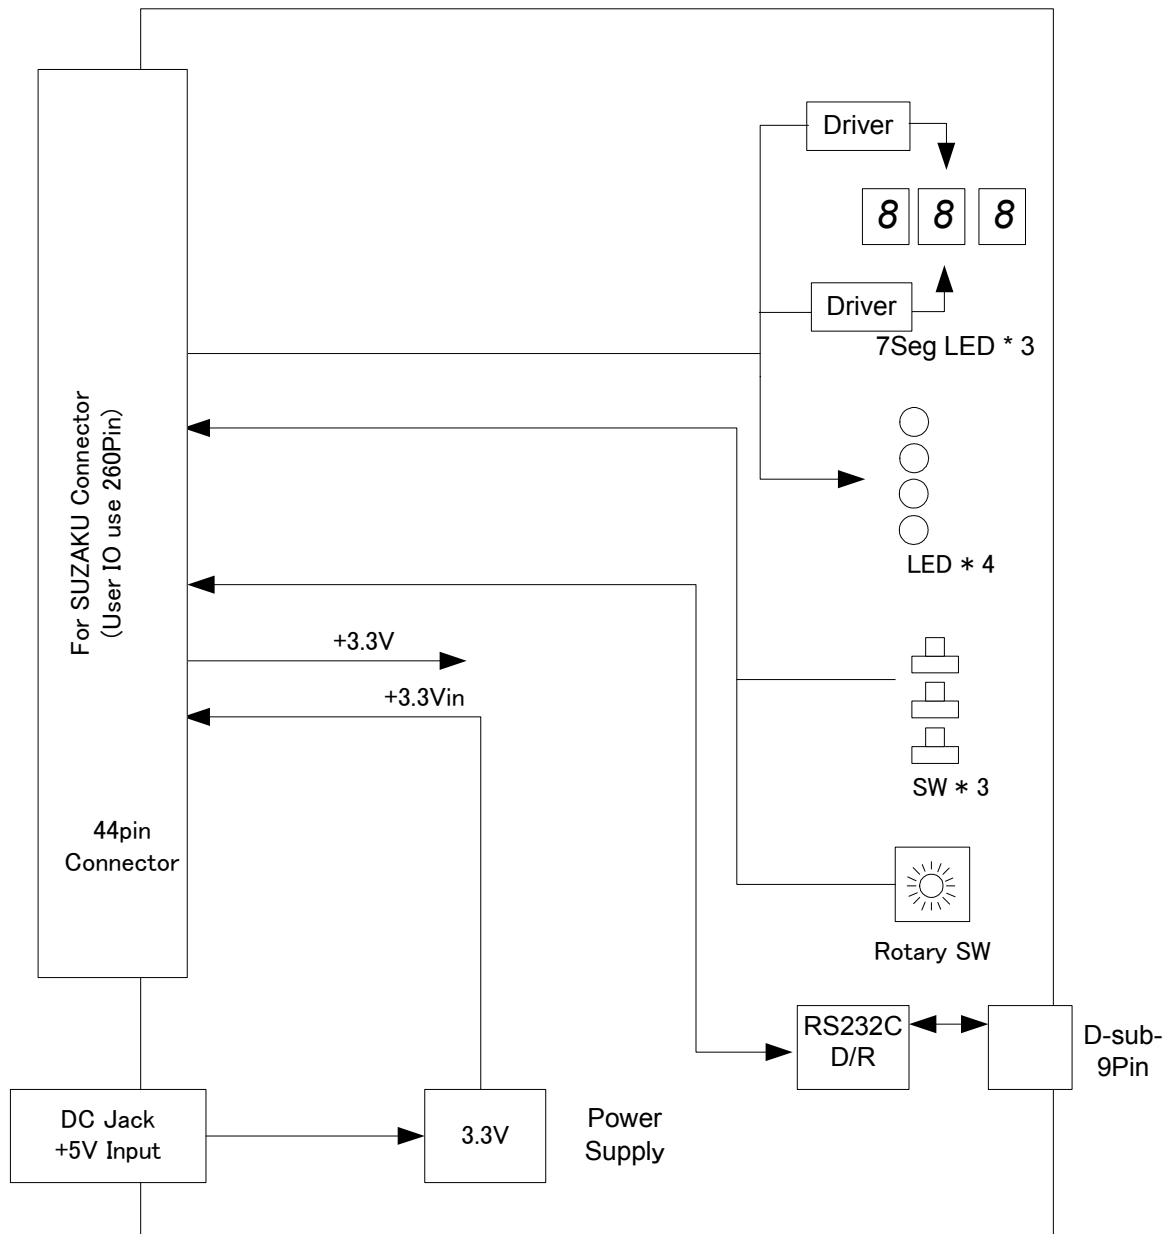 Driver
8 8 8
Driver
7Seg LED * 3
For SUZAKU Connector
(User IO use 260Pin)
LED * 4
+3.3V
+3.3Vin
SW * 3
44pin
Connector
Rotary SW
RS232C
D/R
D-sub-
9Pin
DC Jack
+5V Input
3.3V
Power
Supply